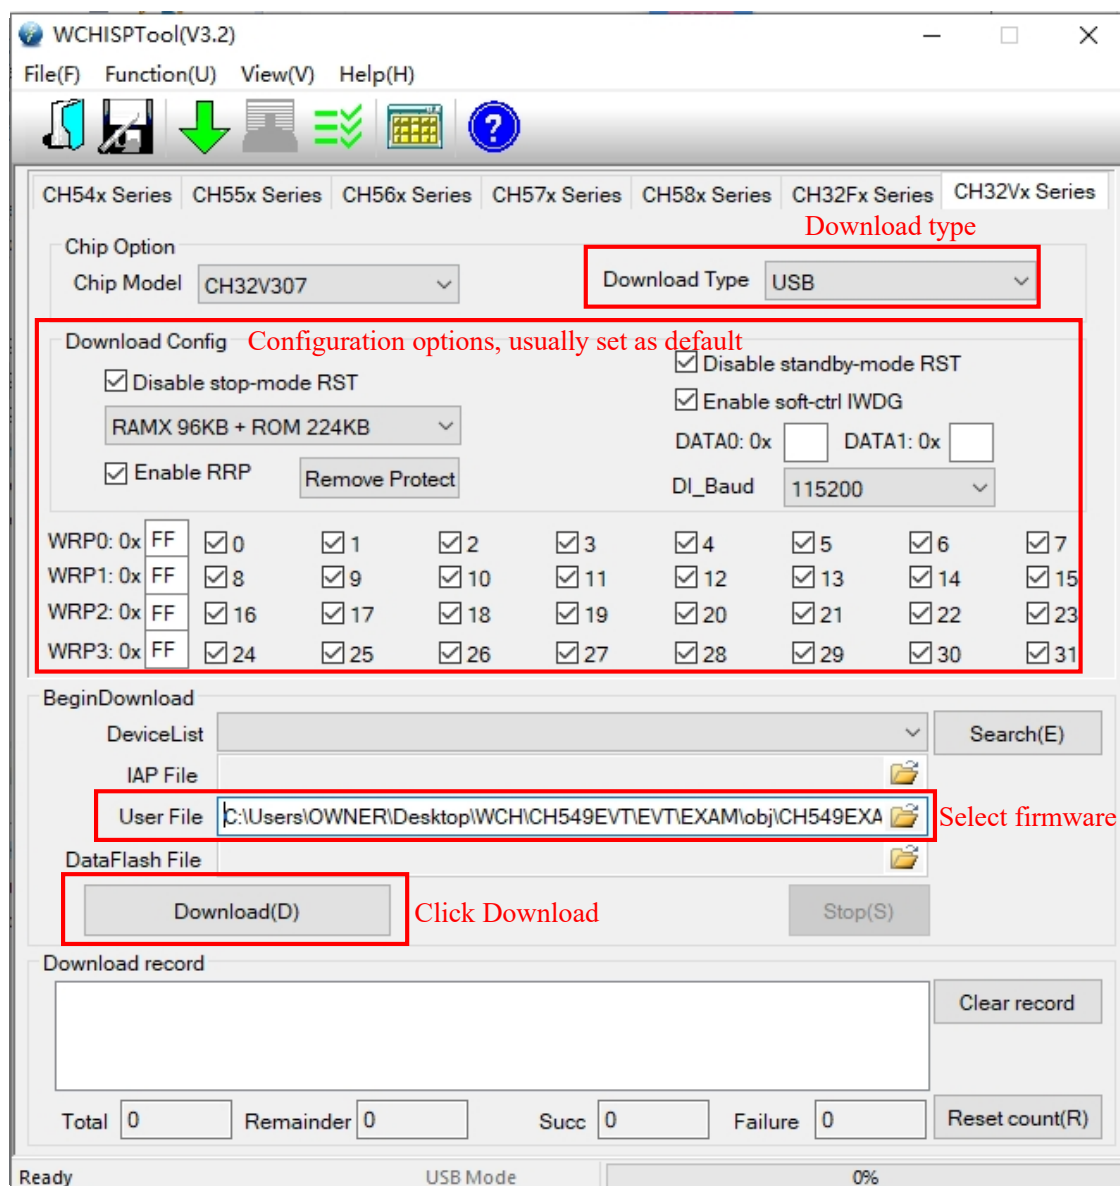 WCHISPTool(V3.2)
File(F) Function(U) View(V) Help(H)
CH54x Series CH55x Series CH56x Series CH57x Series CH58x Series CH32Fx Series CH32Vx Series
Download type
Chip Option
Chip Model CH32V307 Download Type USB
Download Config Configuration options, usually set as default
Disable stop-mode RST Disable standby-mode RST
Enable soft-ctrl IWDG
RAMX 96KB + ROM 224KB DATA0: 0x DATA1: 0x
Enable RRP Remove Protect DI_Baud 115200
WRP0: 0x FF 0 1 2 3 4 5 6 7
WRP1: 0x FF 8 9 10 11 12 13 14 15
WRP2: 0x FF 16 17 18 19 20 21 22 23
WRP3: 0x FF 24 25 26 27 28 29 30 31
BeginDownload
DeviceList Search(E)
IAP File
User File C:\Users\OWNER\Desktop\WCH\CH549EVT\EVT\EXAM\obj\CH549EXA Select firmware
DataFlash File
Download(D) Click Download Stop(S)
Download record
Clear record
Total 0 Remainder 0 Succ 0 Failure 0 Reset count(R)
Ready USB Mode 0%